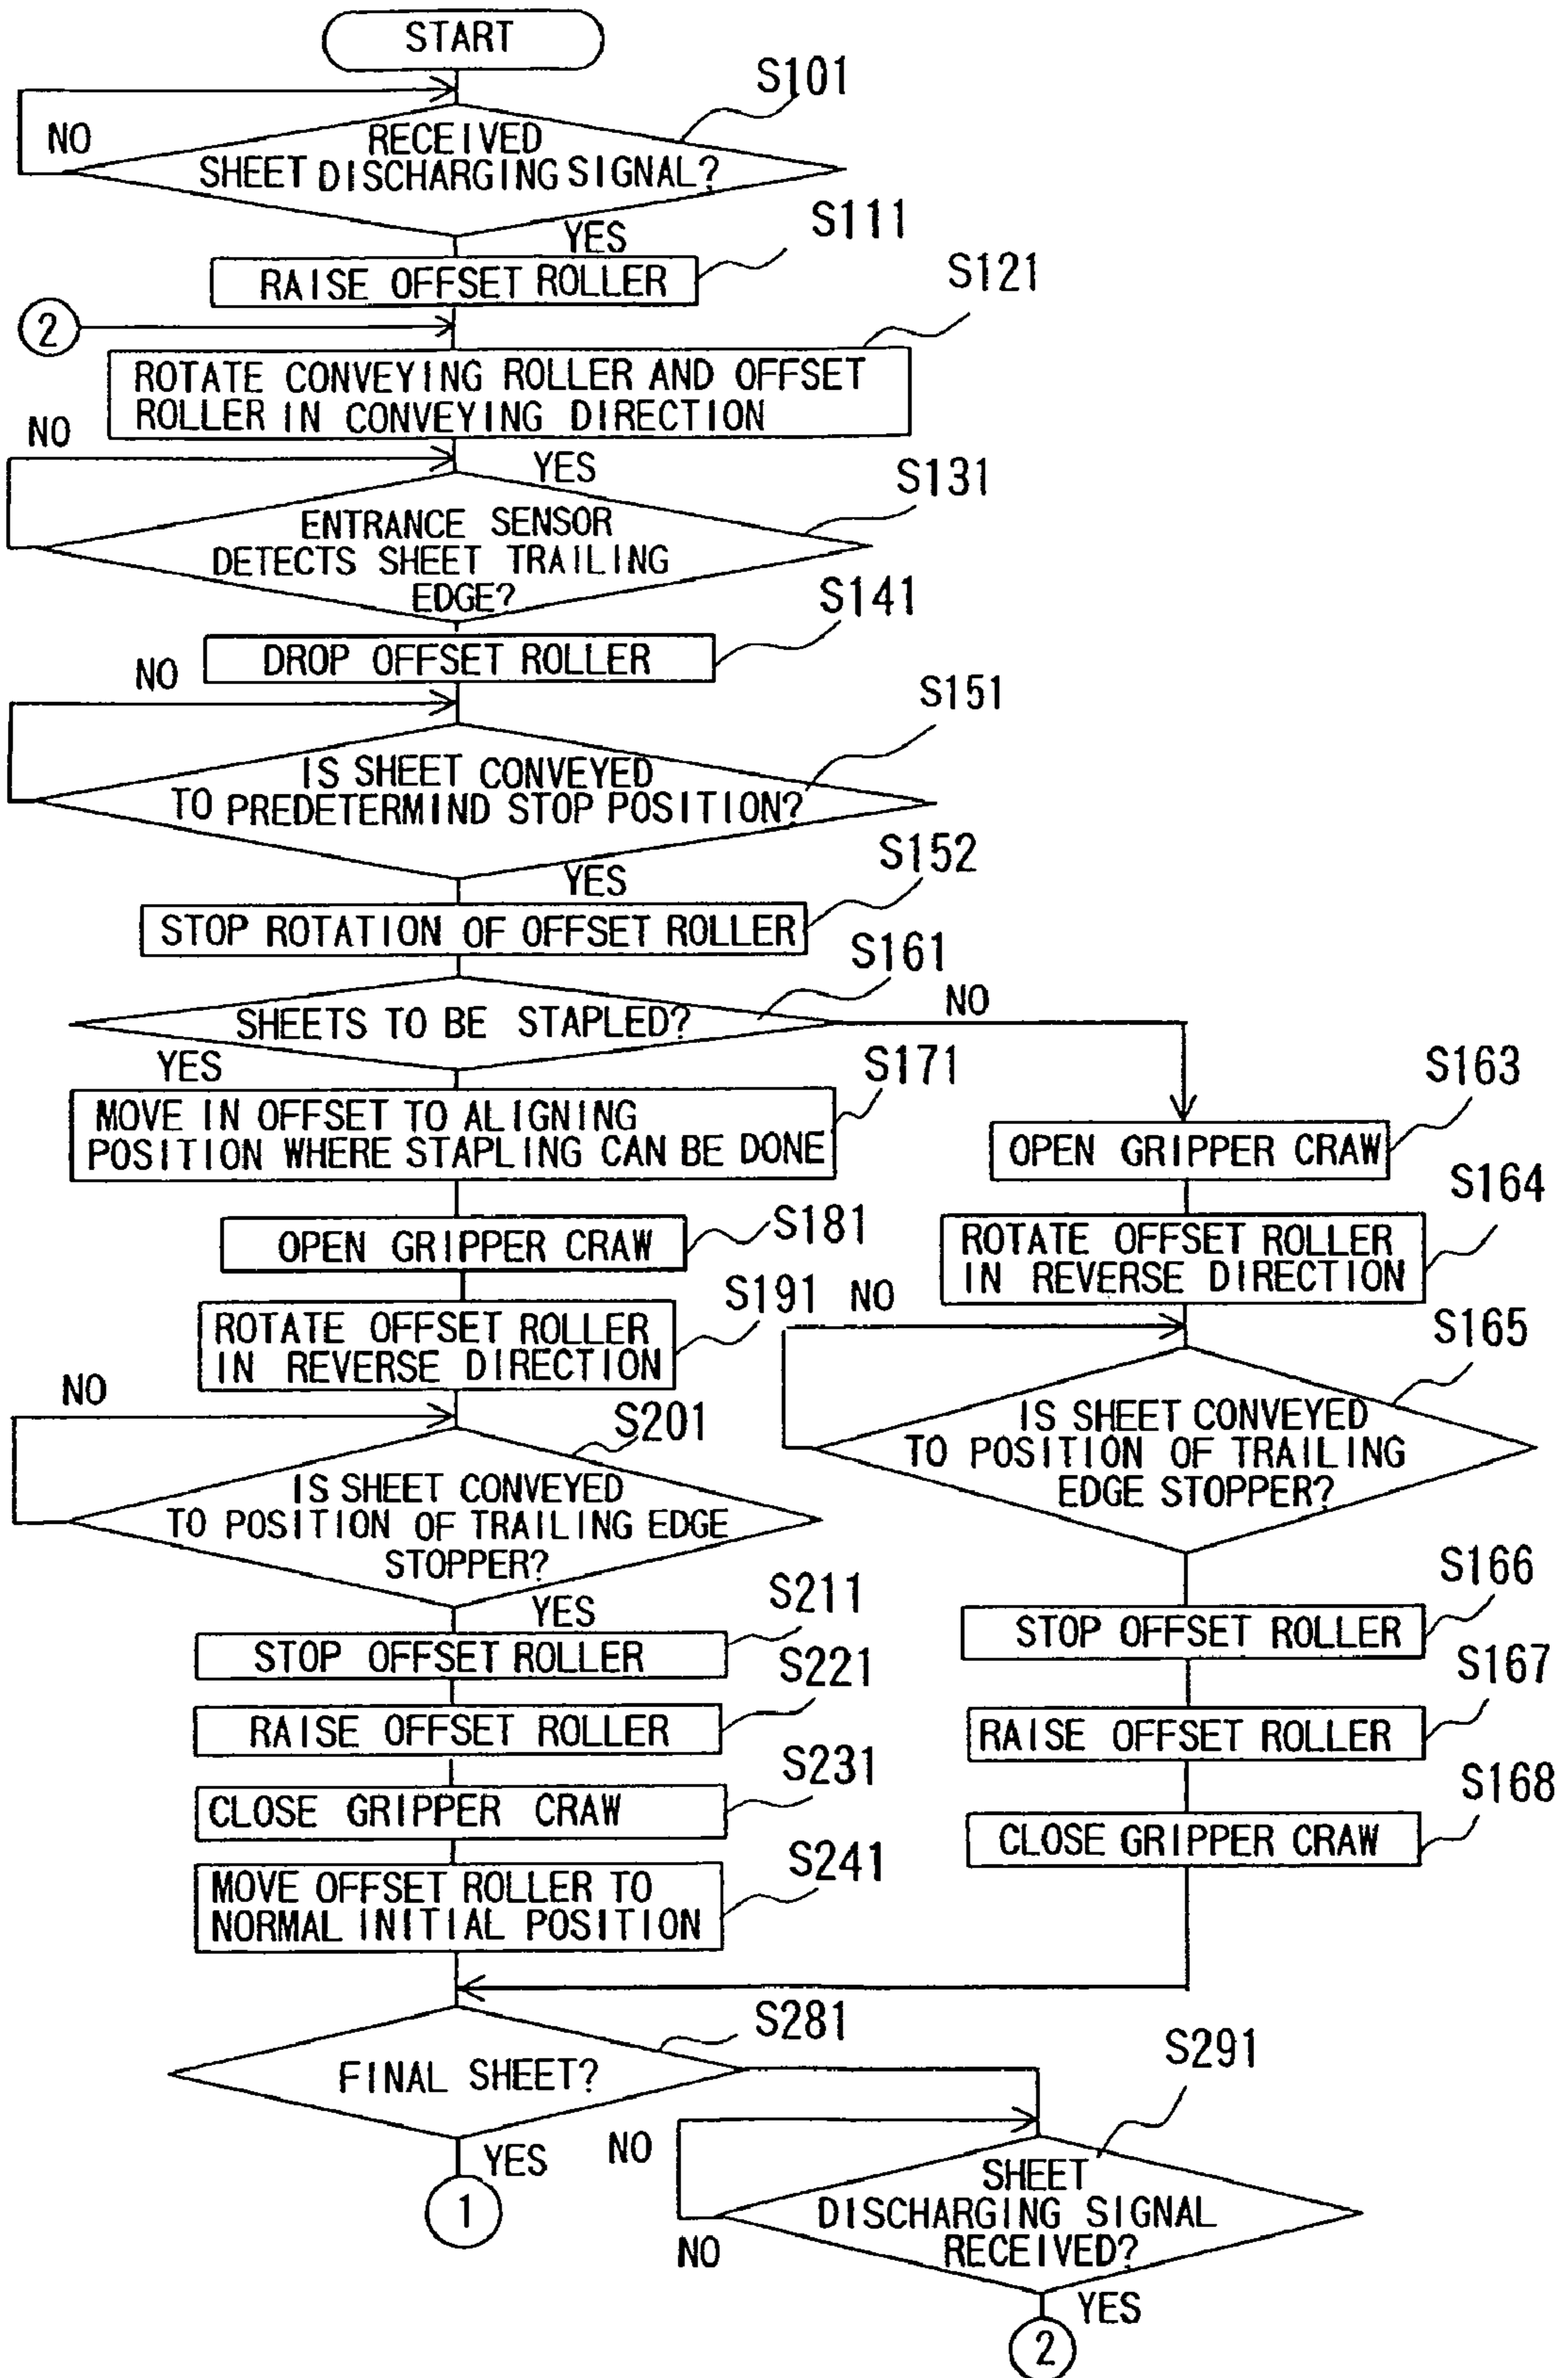 START
S101
NO
RECEIVED
SHEET DISCHARGING SIGNAL?
YES
S111
RAISE OFFSET ROLLER
S121
2
ROTATE CONVEYING ROLLER AND OFFSET
ROLLER IN CONVEYING DIRECTION
NO
YES
S131
ENTRANCE SENSOR
DETECTS SHEET TRAILING
EDGE?
S141
DROP OFFSET ROLLER
NO
S151
IS SHEET CONVEYED
TO PREDETERMIND STOP POSITION?
YES
S152
STOP ROTATION OF OFFSET ROLLER
S161
SHEETS TO BE STAPLED?
NO
YES
S171
MOVE IN OFFSET TO ALIGNING
POSITION WHERE STAPLING CAN BE DONE
S181
OPEN GRIPPER CRAW
S191
ROTATE OFFSET ROLLER
IN REVERSE DIRECTION
NO
S201
IS SHEET CONVEYED
TO POSITION OF TRAILING EDGE
STOPPER?
YES
S211
STOP OFFSET ROLLER
S221
RAISE OFFSET ROLLER
S231
CLOSE GRIPPER CRAW
S241
MOVE OFFSET ROLLER TO
NORMAL INITIAL POSITION
S163
OPEN GRIPPER CRAW
S164
ROTATE OFFSET ROLLER
IN REVERSE DIRECTION
NO
S165
IS SHEET CONVEYED
TO POSITION OF TRAILING
EDGE STOPPER?
S166
STOP OFFSET ROLLER
S167
RAISE OFFSET ROLLER
S168
CLOSE GRIPPER CRAW
S281
FINAL SHEET?
YES
1
S291
NO
SHEET
DISCHARGING SIGNAL
RECEIVED?
NO
YES
2